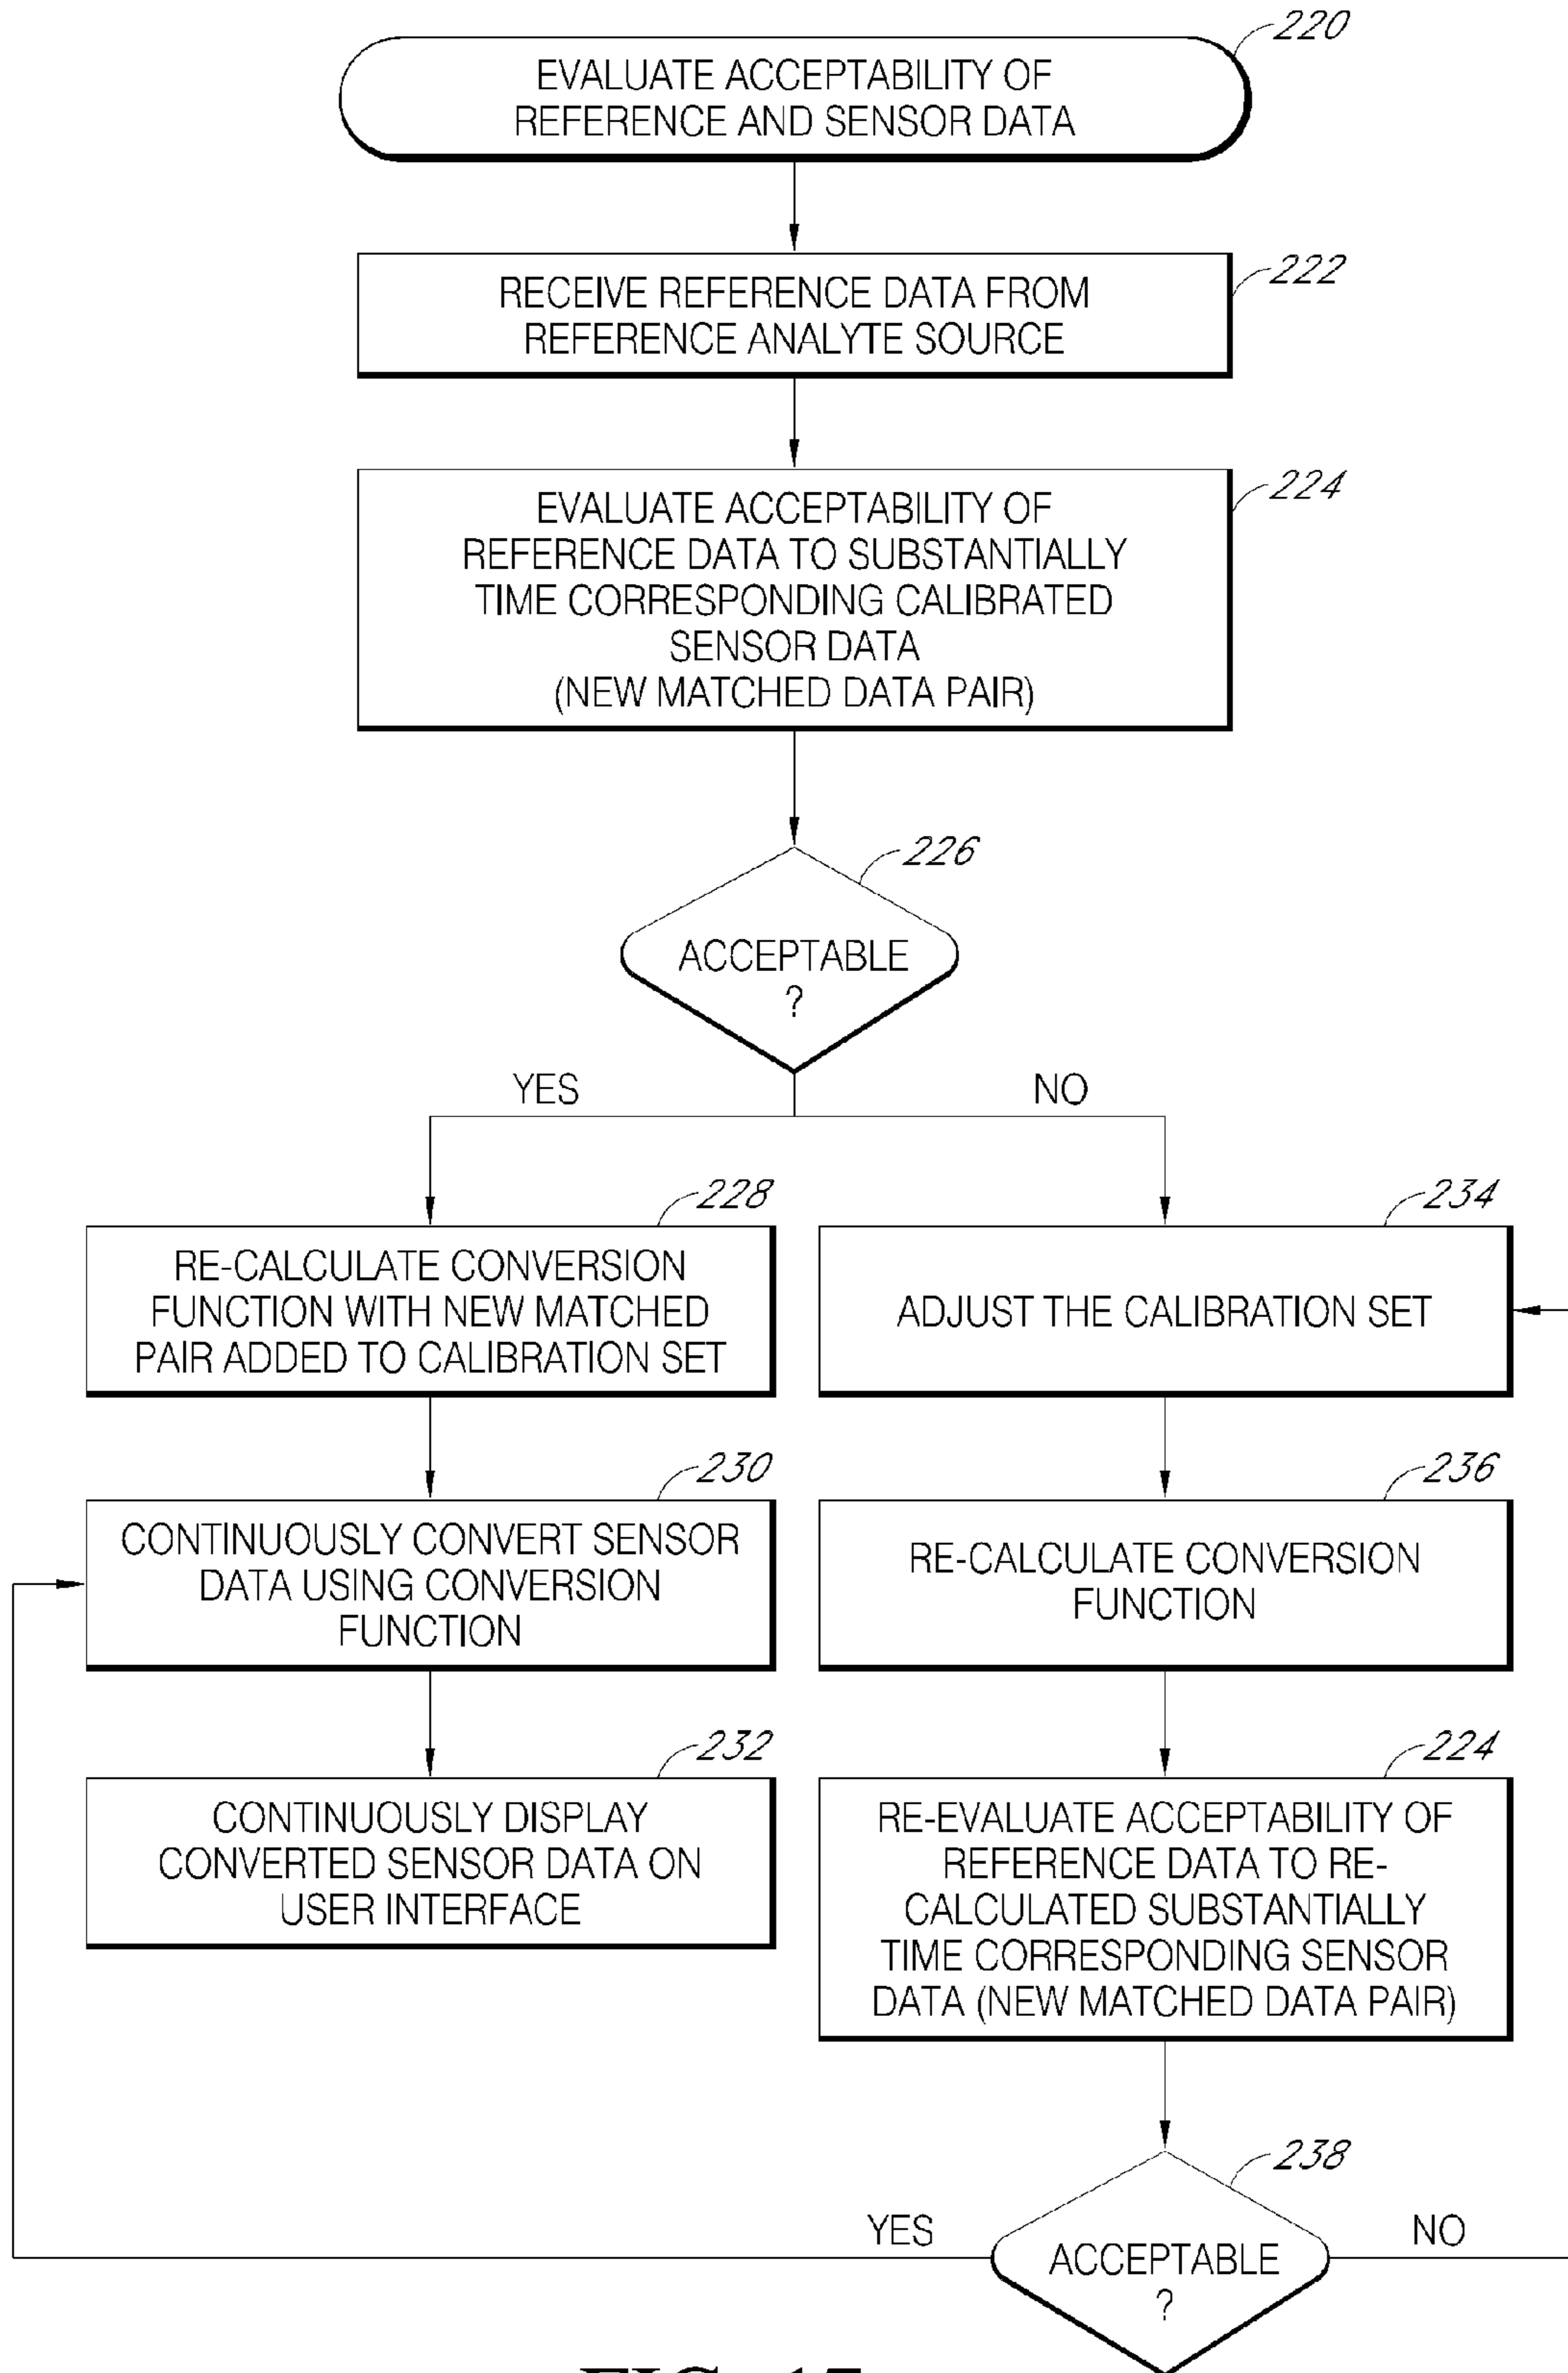 220
EVALUATE ACCEPTABILITY OF
REFERENCE AND SENSOR DATA
222
RECEIVE REFERENCE DATA FROM
REFERENCE ANALYTE SOURCE
224
EVALUATE ACCEPTABILITY OF
REFERENCE DATA TO SUBSTANTIALLY
TIME CORRESPONDING CALIBRATED
SENSOR DATA
(NEW MATCHED DATA PAIR)
226
ACCEPTABLE
?
YES
NO
228
RE-CALCULATE CONVERSION
FUNCTION WITH NEW MATCHED
PAIR ADDED TO CALIBRATION SET
234
ADJUST THE CALIBRATION SET
230
CONTINUOUSLY CONVERT SENSOR
DATA USING CONVERSION
FUNCTION
236
RE-CALCULATE CONVERSION
FUNCTION
232
CONTINUOUSLY DISPLAY
CONVERTED SENSOR DATA ON
USER INTERFACE
224
RE-EVALUATE ACCEPTABILITY OF
REFERENCE DATA TO RE-
CALCULATED SUBSTANTIALLY
TIME CORRESPONDING SENSOR
DATA (NEW MATCHED DATA PAIR)
238
YES
ACCEPTABLE
?
NO